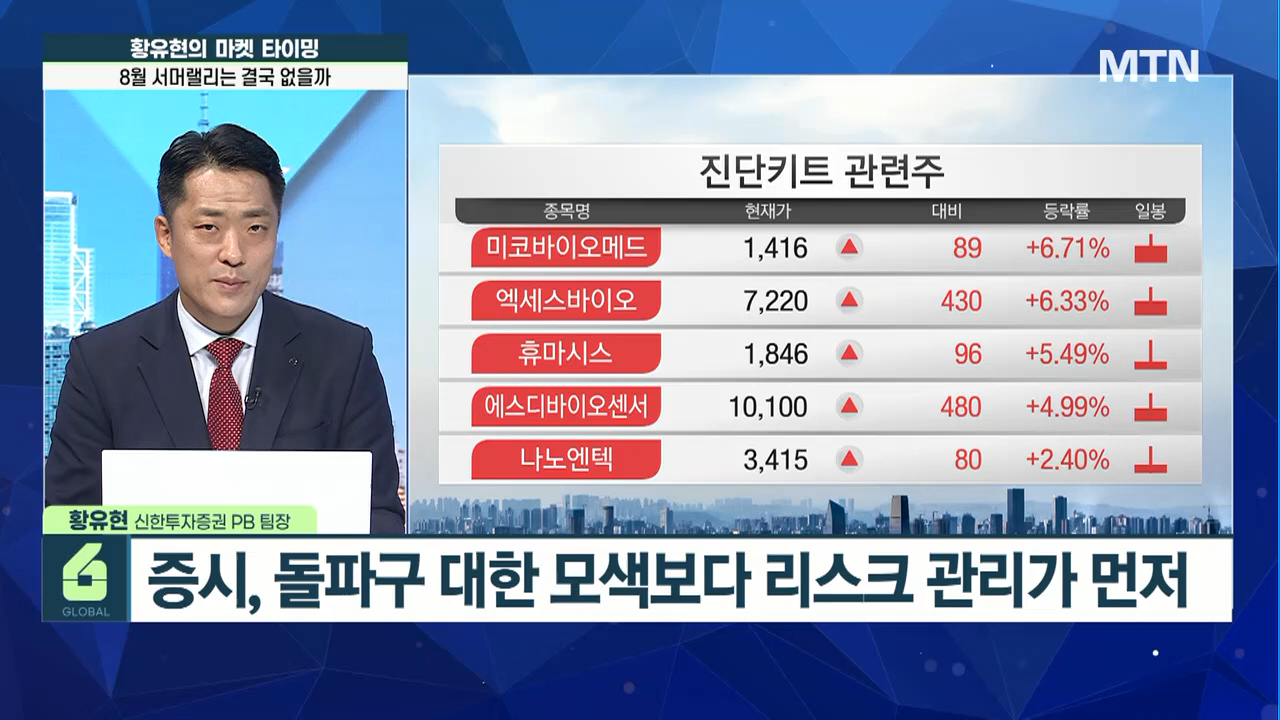 황유현의 마켓 타이밍
8월 서머랠리는 결국 없을까
MTN
진단키트 관련주
종목명 현재가 대비 등락률 일봉
미코바이오메드 1,416 ▲ 89 +6.71%
엑세스바이오 7,220 ▲ 430 +6.33%
휴마시스 1,846 ▲ 96 +5.49%
에스디바이오센서 10,100 ▲ 480 +4.99%
나노엔텍 3,415 ▲ 80 +2.40%
황유현 신한투자증권 PB 팀장
6 GLOBAL
증시, 돌파구 대한 모색보다 리스크 관리가 먼저